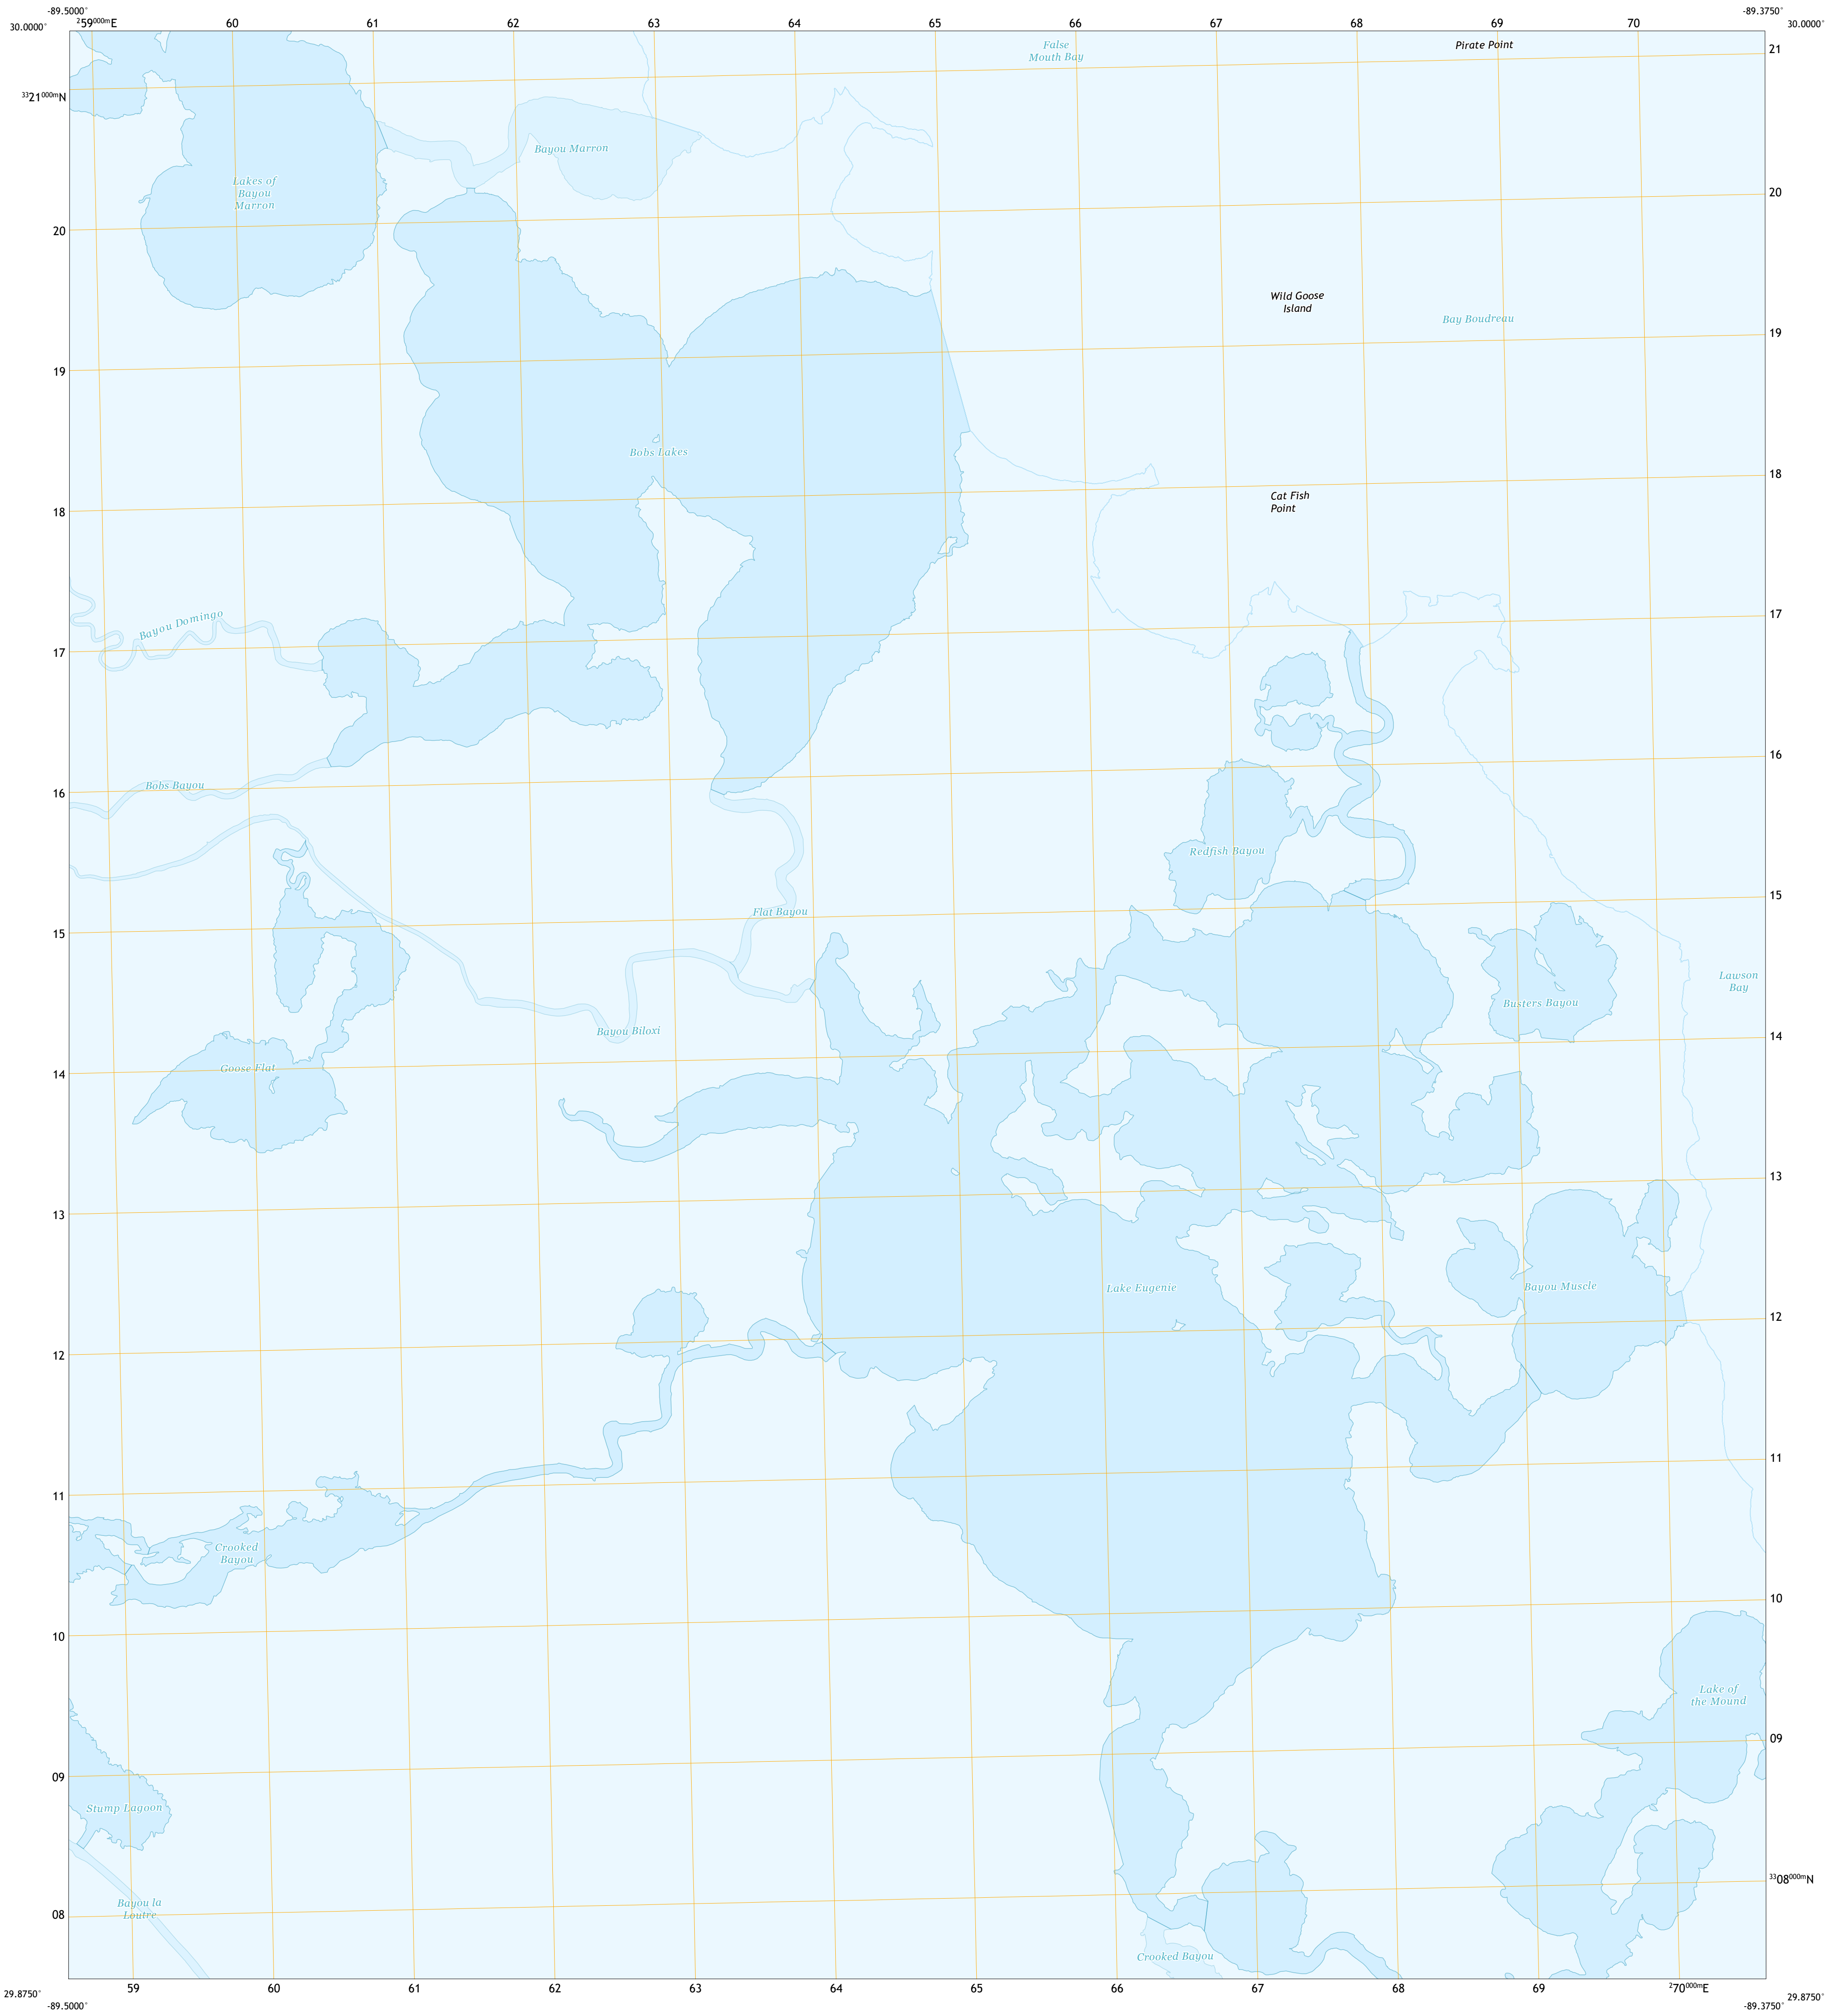 -89.5000°
-89.3750°
30.0000°
²59⁰⁰⁰ᵐE
60
61
62
63
64
65
66
67
68
69
70
30.0000°
False
Mouth Bay
Pirate Point
21
³³21⁰⁰⁰ᵐN
Bayou Marron
Lakes of
Bayou
Marron
20
20
Wild Goose
Island
Bay Boudreau
19
19
Bobs Lakes
18
Cat Fish
Point
18
Bayou Domingo
17
17
16
Bobs Bayou
16
Redfish Bayou
15
Flat Bayou
15
Lawson
Bay
Busters Bayou
Bayou Biloxi
14
Goose Flat
14
13
13
Lake Eugenie
Bayou Muscle
12
12
11
11
Crooked
Bayou
10
10
Lake of
the Mound
09
09
Stump Lagoon
³³08⁰⁰⁰ᵐN
Bayou la
Loutre
08
Crooked Bayou
29.8750°
59
60
61
62
63
64
65
66
67
68
69
²70⁰⁰⁰ᵐE
29.8750°
-89.5000°
-89.3750°